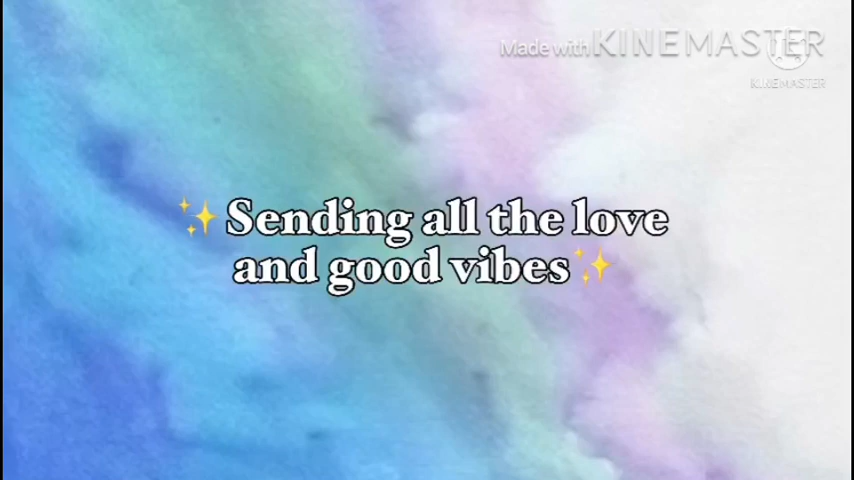 Made with KINEMASTER
KINEMASTER
✨Sending all the love
and good vibes✨